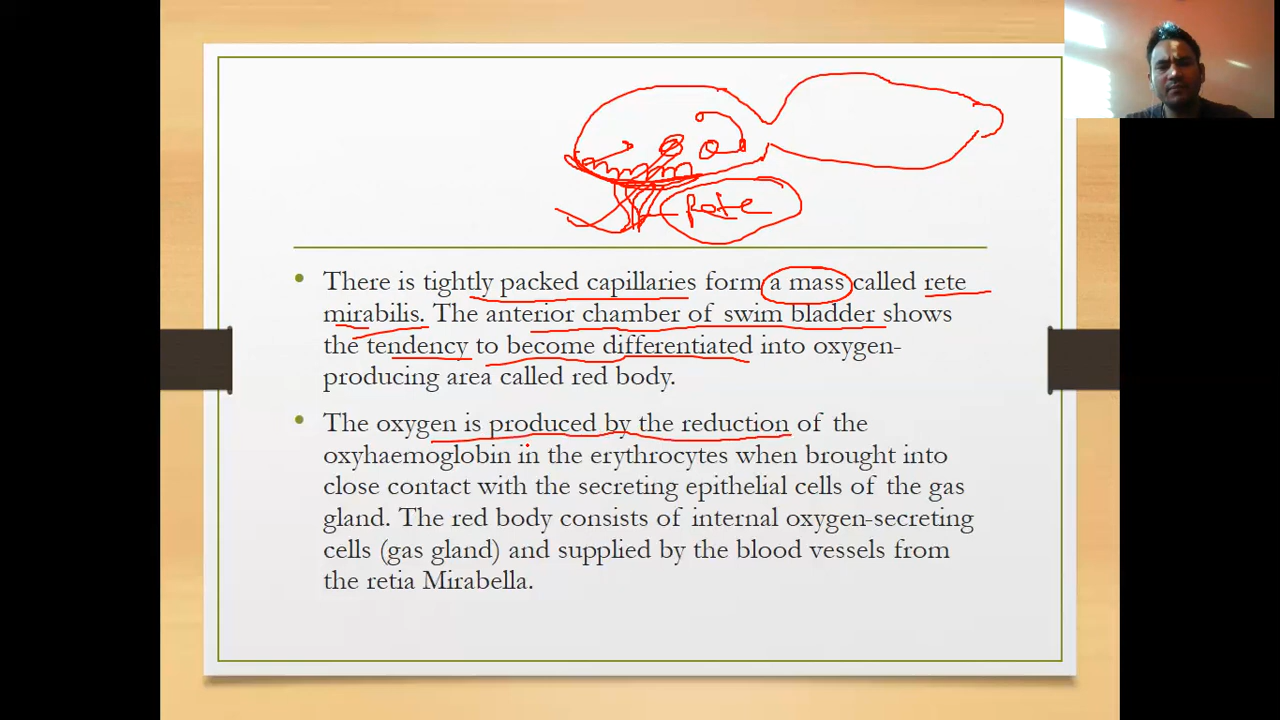 Rete
• There is tightly packed capillaries form a mass called rete
mirabilis. The anterior chamber of swim bladder shows
the tendency to become differentiated into oxygen-
producing area called red body.
• The oxygen is produced by the reduction of the
oxyhaemoglobin in the erythrocytes when brought into
close contact with the secreting epithelial cells of the gas
gland. The red body consists of internal oxygen-secreting
cells (gas gland) and supplied by the blood vessels from
the retia Mirabella.